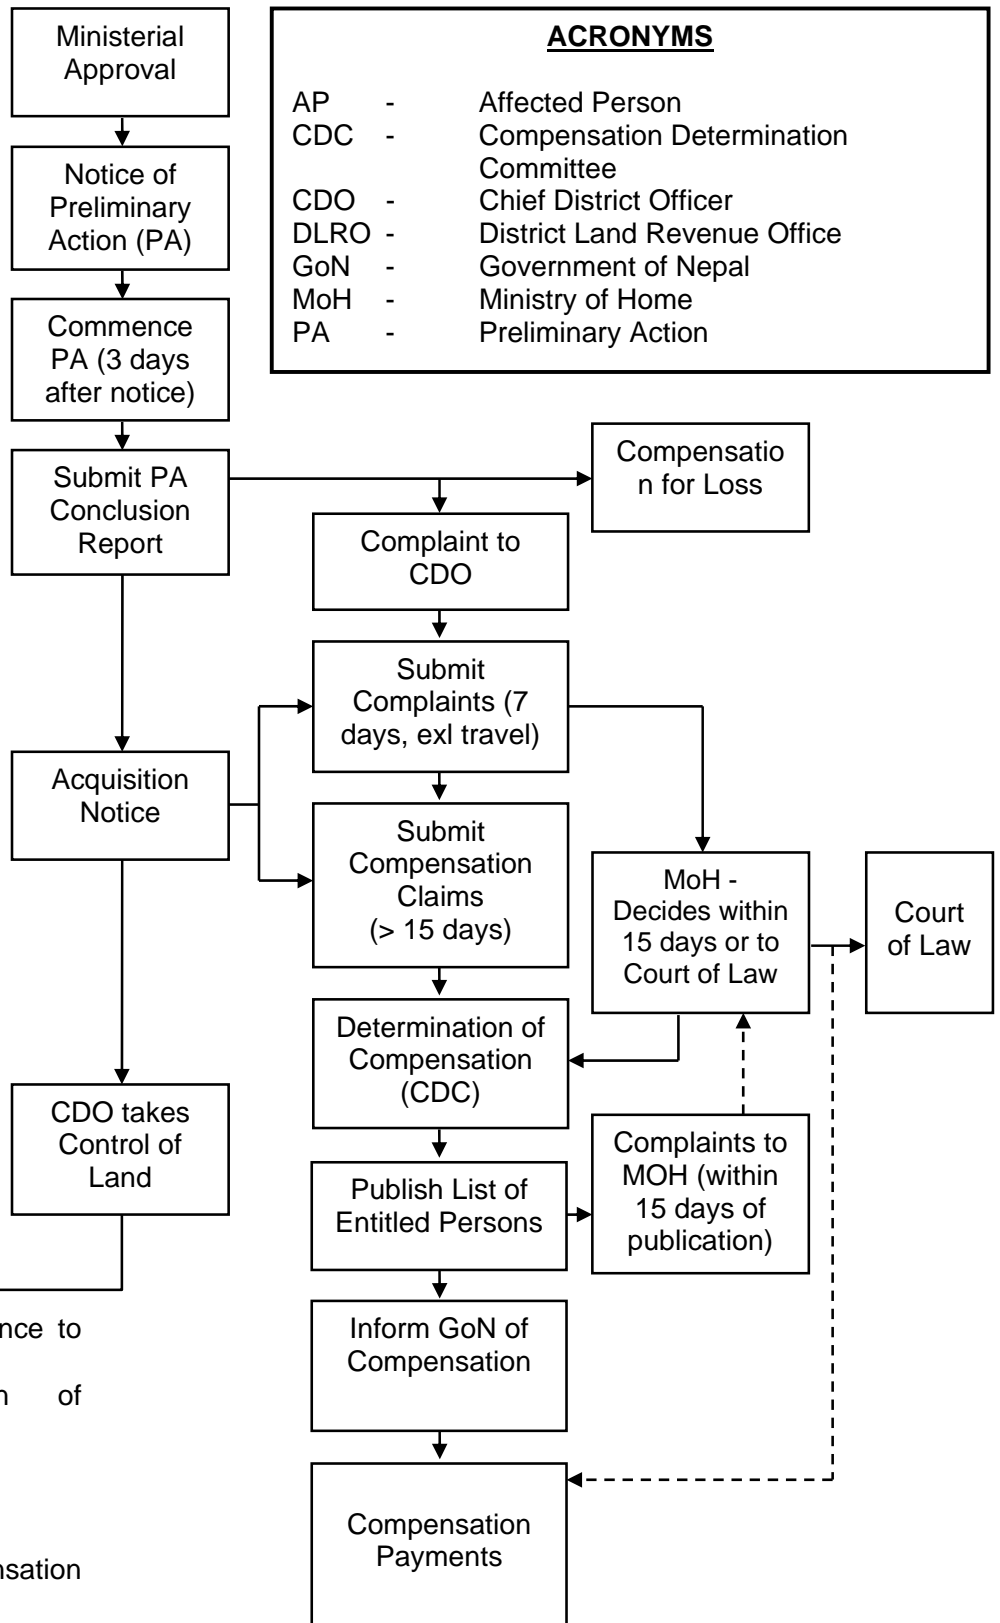 Ministerial
Approval
ACRONYMS
AP - Affected Person
CDC - Compensation Determination
Committee
CDO - Chief District Officer
DLRO - District Land Revenue Office
GoN - Government of Nepal
MoH - Ministry of Home
PA - Preliminary Action
Notice of
Preliminary
Action (PA)
Commence
PA (3 days
after notice)
Submit PA
Conclusion
Report
Compensatio
n for Loss
Complaint to
CDO
Submit
Complaints (7
days, exl travel)
Acquisition
Notice
Submit
Compensation
Claims
(> 15 days)
MoH -
Decides within
15 days or to
Court of Law
Court
of Law
Determination of
Compensation
(CDC)
CDO takes
Control of
Land
Complaints to
MOH (within
15 days of
publication)
Publish List of
Entitled Persons
Inform GoN of
Compensation
to
of
Compensation
Payments